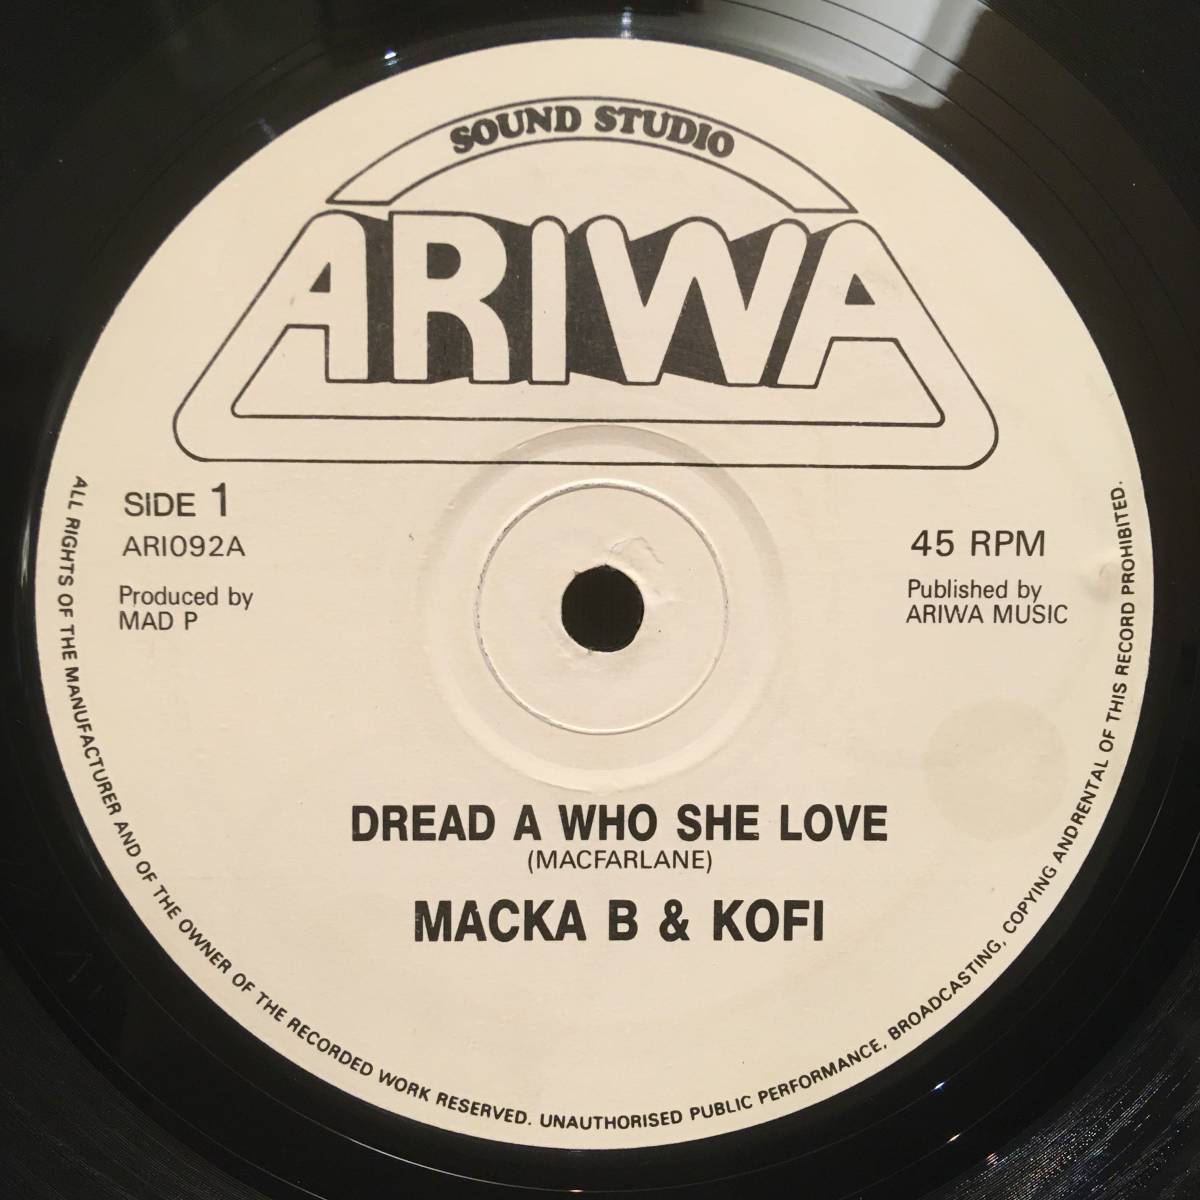 SOUND STUDIO
ARIWA
SIDE 1
ARI092A
Produced by
MAD P
45 RPM
Published by
ARIWA MUSIC
DREAD A WHO SHE LOVE
(MACFARLANE)
MACKA B & KOFI
ALL RIGHTS OF THE MANUFACTURER AND OF THE OWNER OF THE RECORDED WORK RESERVED. UNAUTHORISED PUBLIC PERFORMANCE, BROADCASTING, COPYING ANDRENTAL OF THIS RECORD PROHIBITED.